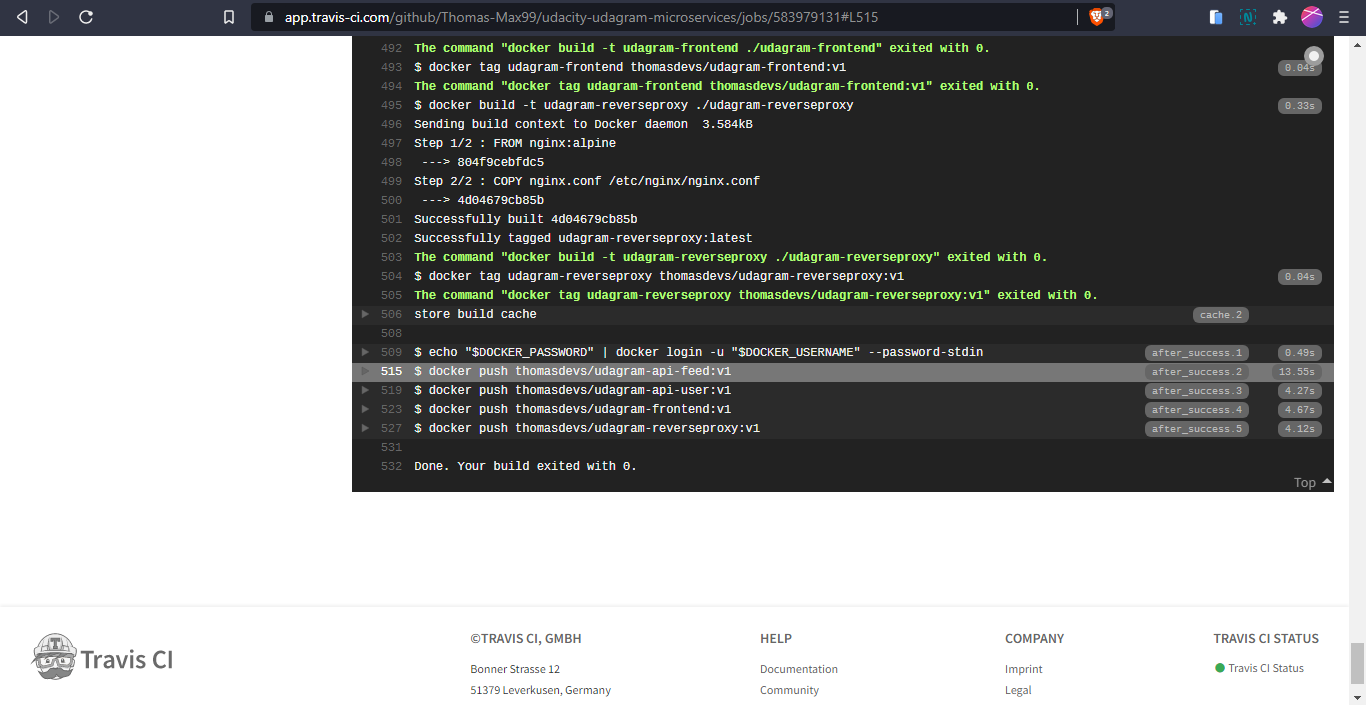 app.travis-ci.com/github/Thomas-Max99/udacity-udagram-microservices/jobs/583979131#L515
2
492 The command "docker build -t udagram-frontend ./udagram-frontend" exited with 0.
493 $ docker tag udagram-frontend thomasdevs/udagram-frontend:v1 0.04s
494 The command "docker tag udagram-frontend thomasdevs/udagram-frontend:v1" exited with 0.
495 $ docker build -t udagram-reverseproxy ./udagram-reverseproxy 0.33s
496 Sending build context to Docker daemon  3.584kB
497 Step 1/2 : FROM nginx:alpine
498  ---> 804f9cebfdc5
499 Step 2/2 : COPY nginx.conf /etc/nginx/nginx.conf
500  ---> 4d04679cb85b
501 Successfully built 4d04679cb85b
502 Successfully tagged udagram-reverseproxy:latest
503 The command "docker build -t udagram-reverseproxy ./udagram-reverseproxy" exited with 0.
504 $ docker tag udagram-reverseproxy thomasdevs/udagram-reverseproxy:v1 0.04s
505 The command "docker tag udagram-reverseproxy thomasdevs/udagram-reverseproxy:v1" exited with 0.
506 store build cache cache.2
508
509 $ echo "$DOCKER_PASSWORD" | docker login -u "$DOCKER_USERNAME" --password-stdin after_success.1 0.49s
515 $ docker push thomasdevs/udagram-api-feed:v1 after_success.2 13.55s
519 $ docker push thomasdevs/udagram-api-user:v1 after_success.3 4.27s
523 $ docker push thomasdevs/udagram-frontend:v1 after_success.4 4.67s
527 $ docker push thomasdevs/udagram-reverseproxy:v1 after_success.5 4.12s
531
532 Done. Your build exited with 0.
Top
Travis CI
©TRAVIS CI, GMBH
Bonner Strasse 12
51379 Leverkusen, Germany
HELP
Documentation
Community
COMPANY
Imprint
Legal
TRAVIS CI STATUS
Travis CI Status